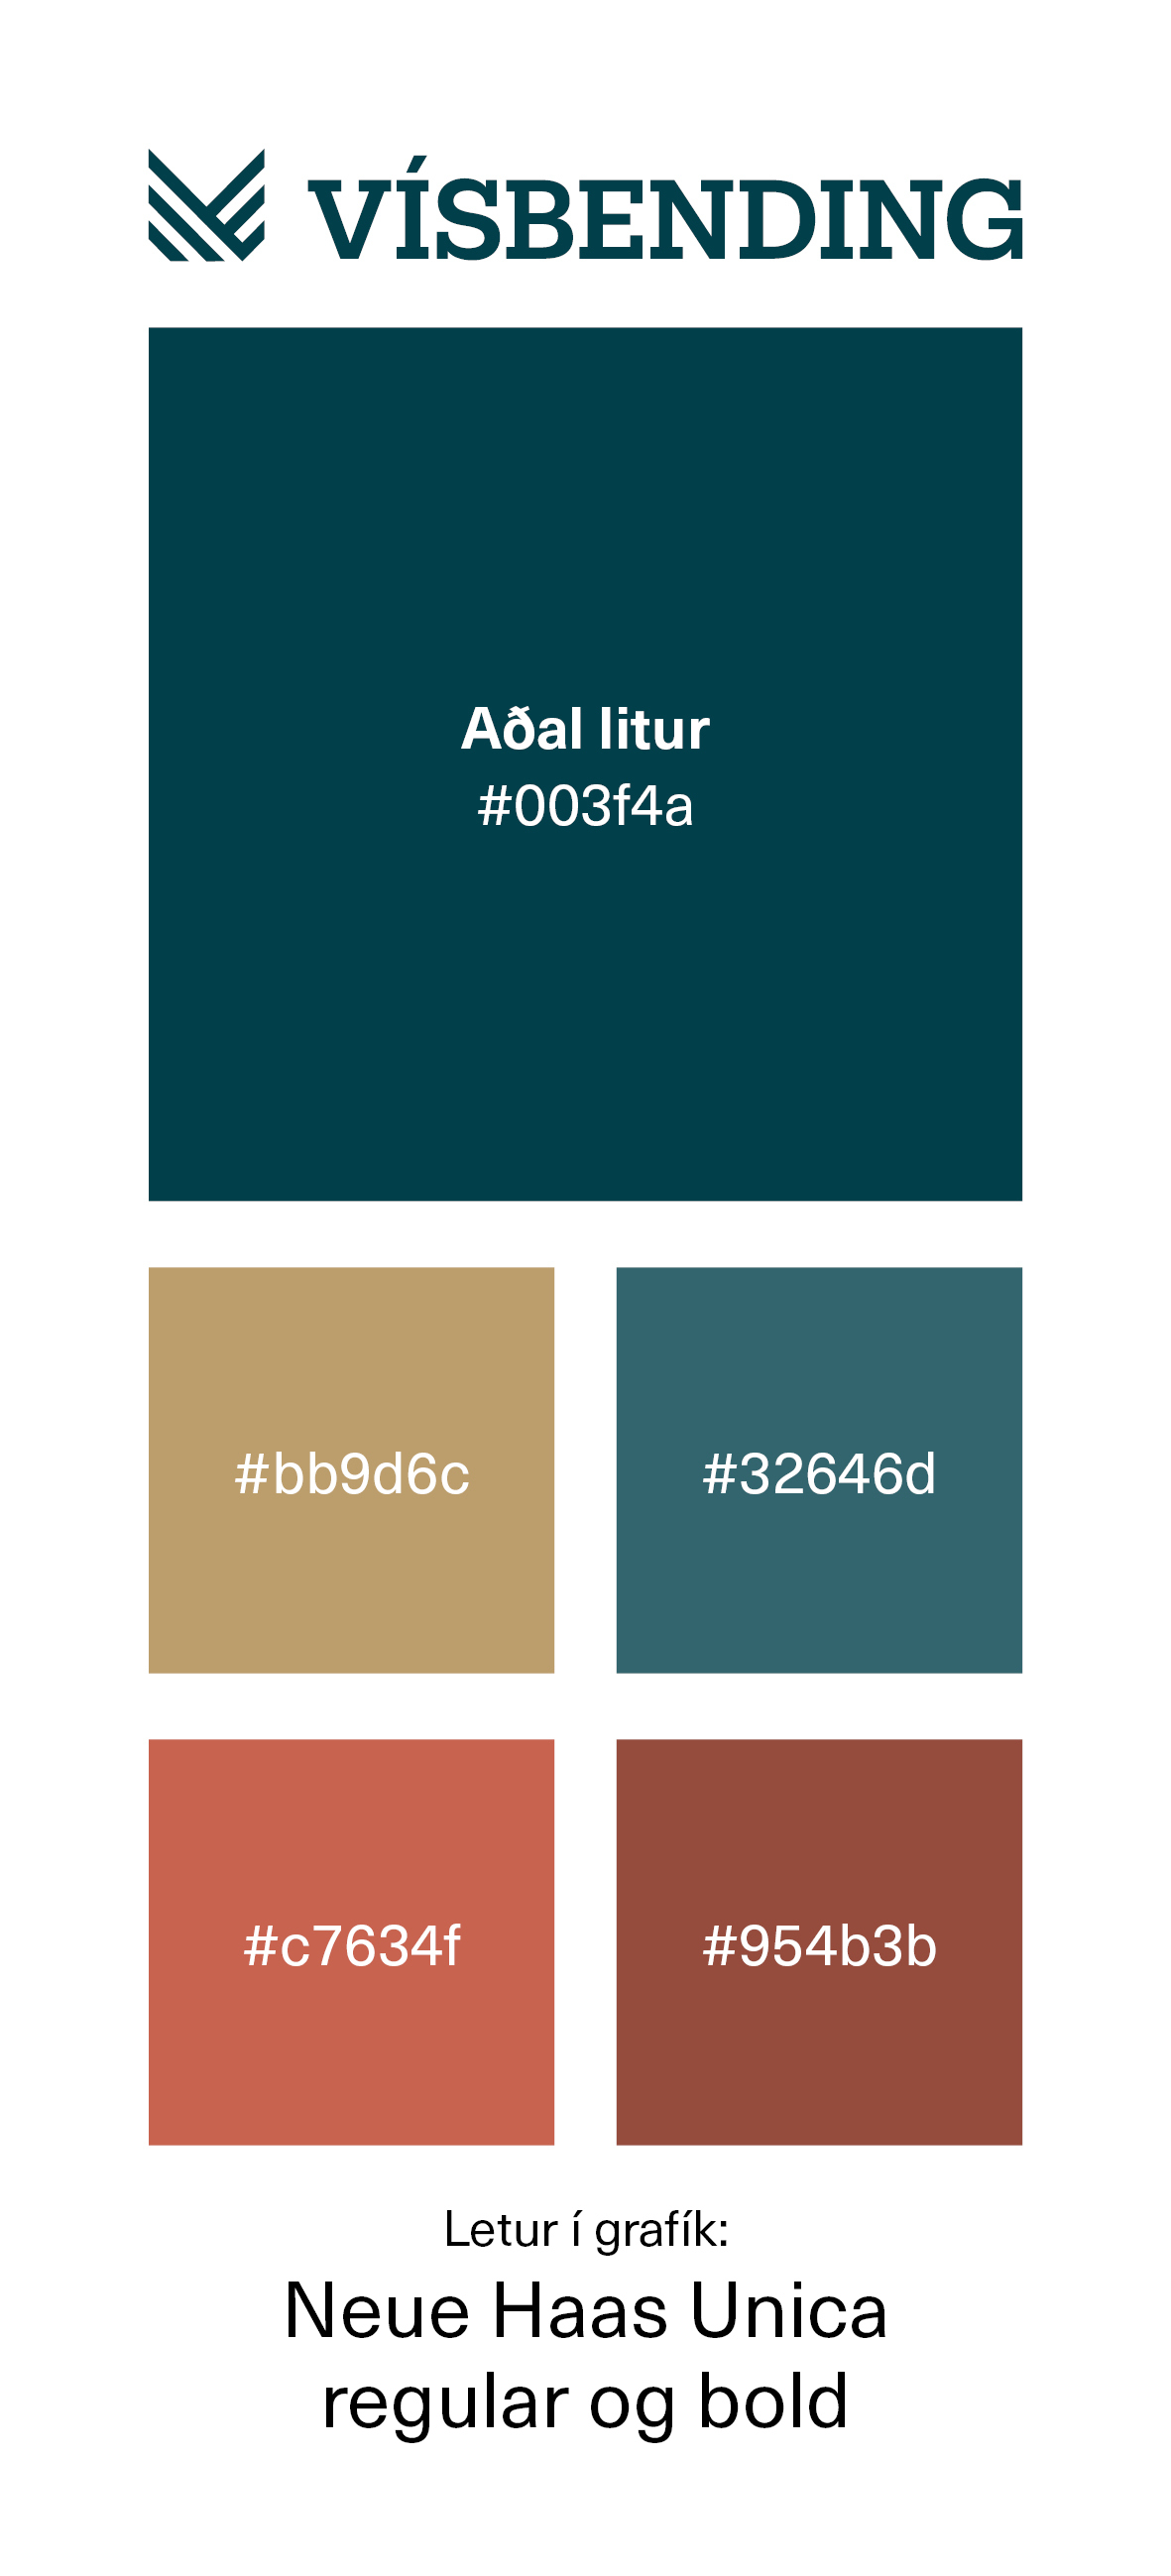 VÍSBENDING
Aðal litur
#003f4a
#bb9d6c
#32646d
#c7634f
#954b3b
Letur í grafík:
Neue Haas Unica
regular og bold